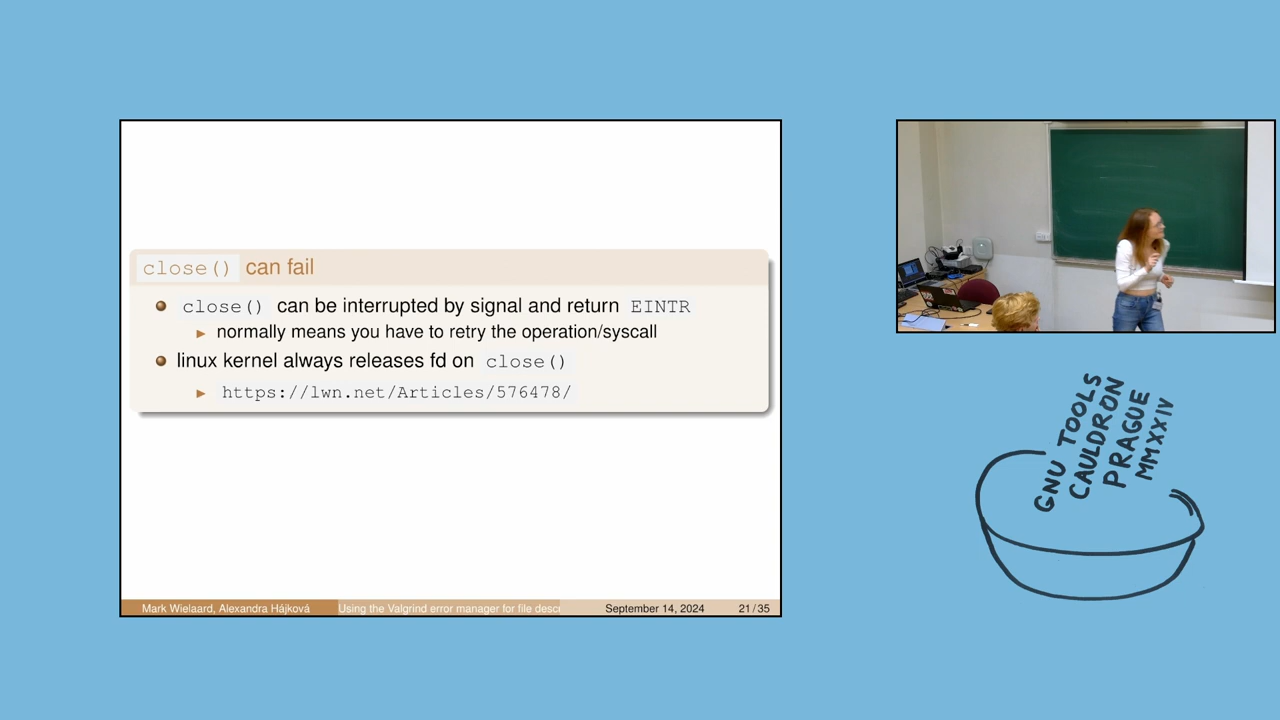 close() can fail
close() can be interrupted by signal and return EINTR
normally means you have to retry the operation/syscall
linux kernel always releases fd on close()
https://lwn.net/Articles/576478/
Mark Wielaard, Alexandra Hájková Using the Valgrind error manager for file descr September 14, 2024 21 / 35
GNU TOOLS
CAULDRON
PRAGUE
MMXXIV